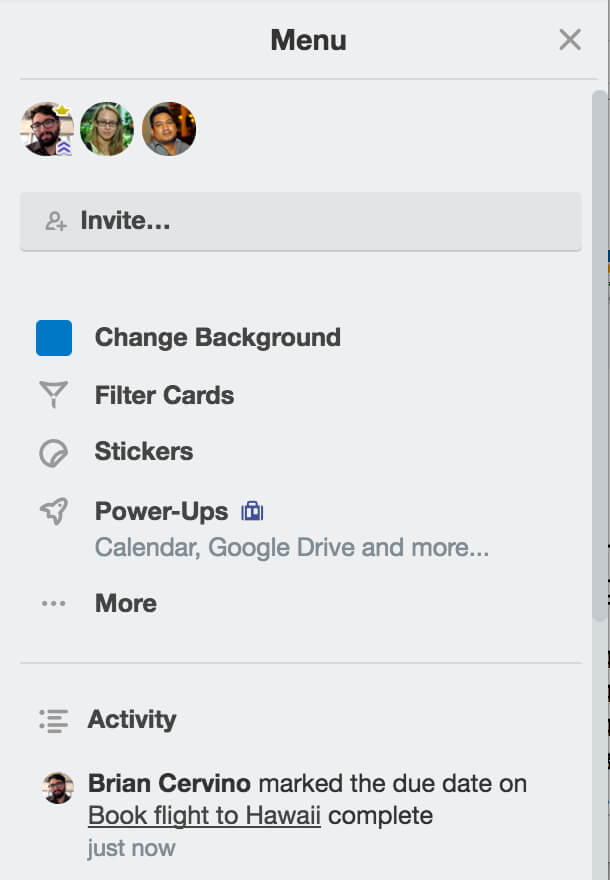 Menu
Invite...
Change Background
Filter Cards
Stickers
Power-Ups
Calendar, Google Drive and more...
More
Activity
Brian Cervino marked the due date on
Book flight to Hawaii complete
just now